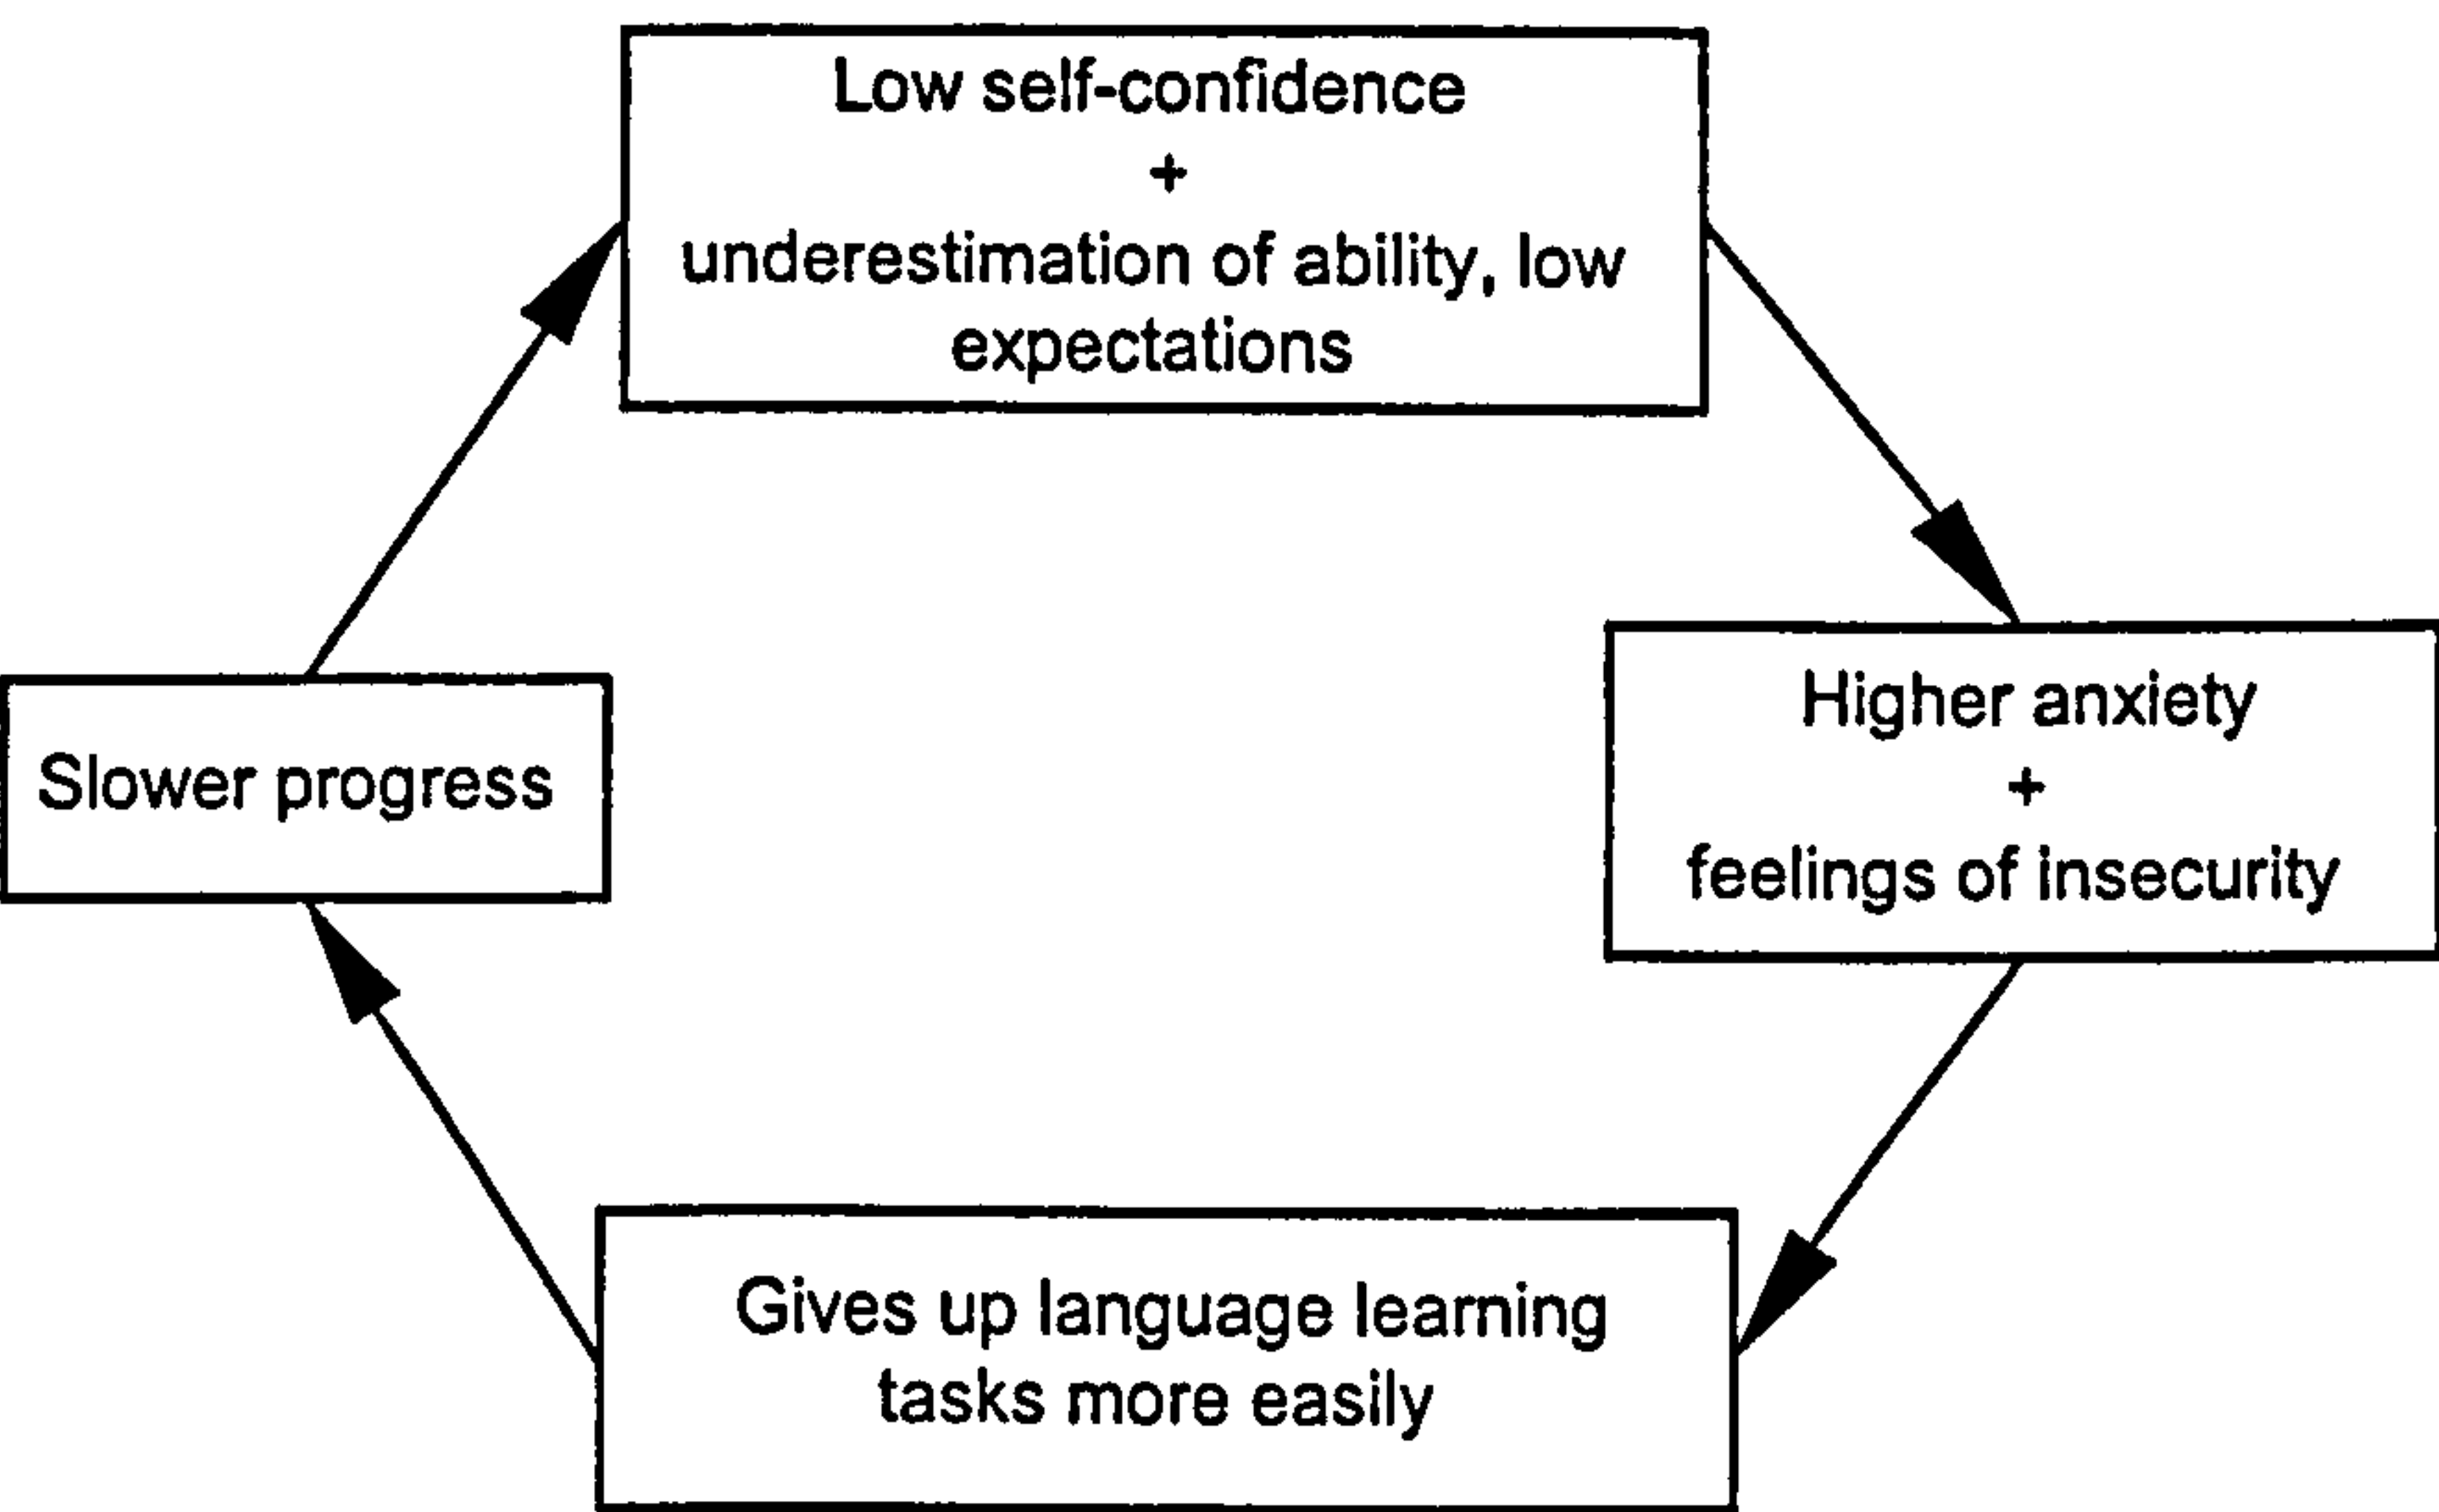 Low self-confidence
+
underestimation of ability, low
expectations
Higher anxiety
+
feelings of insecurity
Slower progress
Gives up language learning
tasks more easily